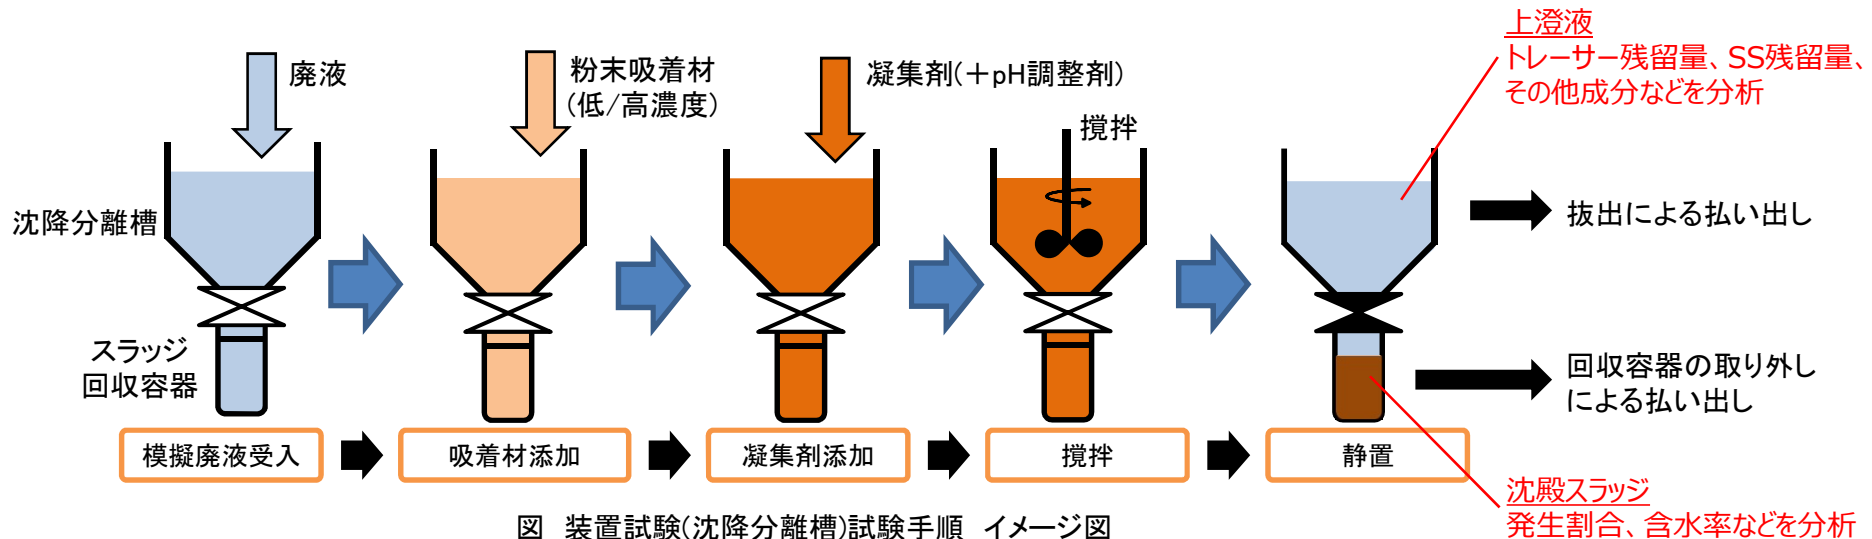 上澄液
トレーサー残留量、SS残留量、
その他成分などを分析
廃液
粉末吸着材
(低/高濃度)
凝集剤(＋pH調整剤)
撹拌
沈降分離槽
抜出による払い出し
スラッジ
回収容器
回収容器の取り外し
による払い出し
模擬廃液受入
吸着材添加
凝集剤添加
撹拌
静置
沈殿スラッジ
発生割合、含水率などを分析
図　装置試験(沈降分離槽)試験手順　イメージ図